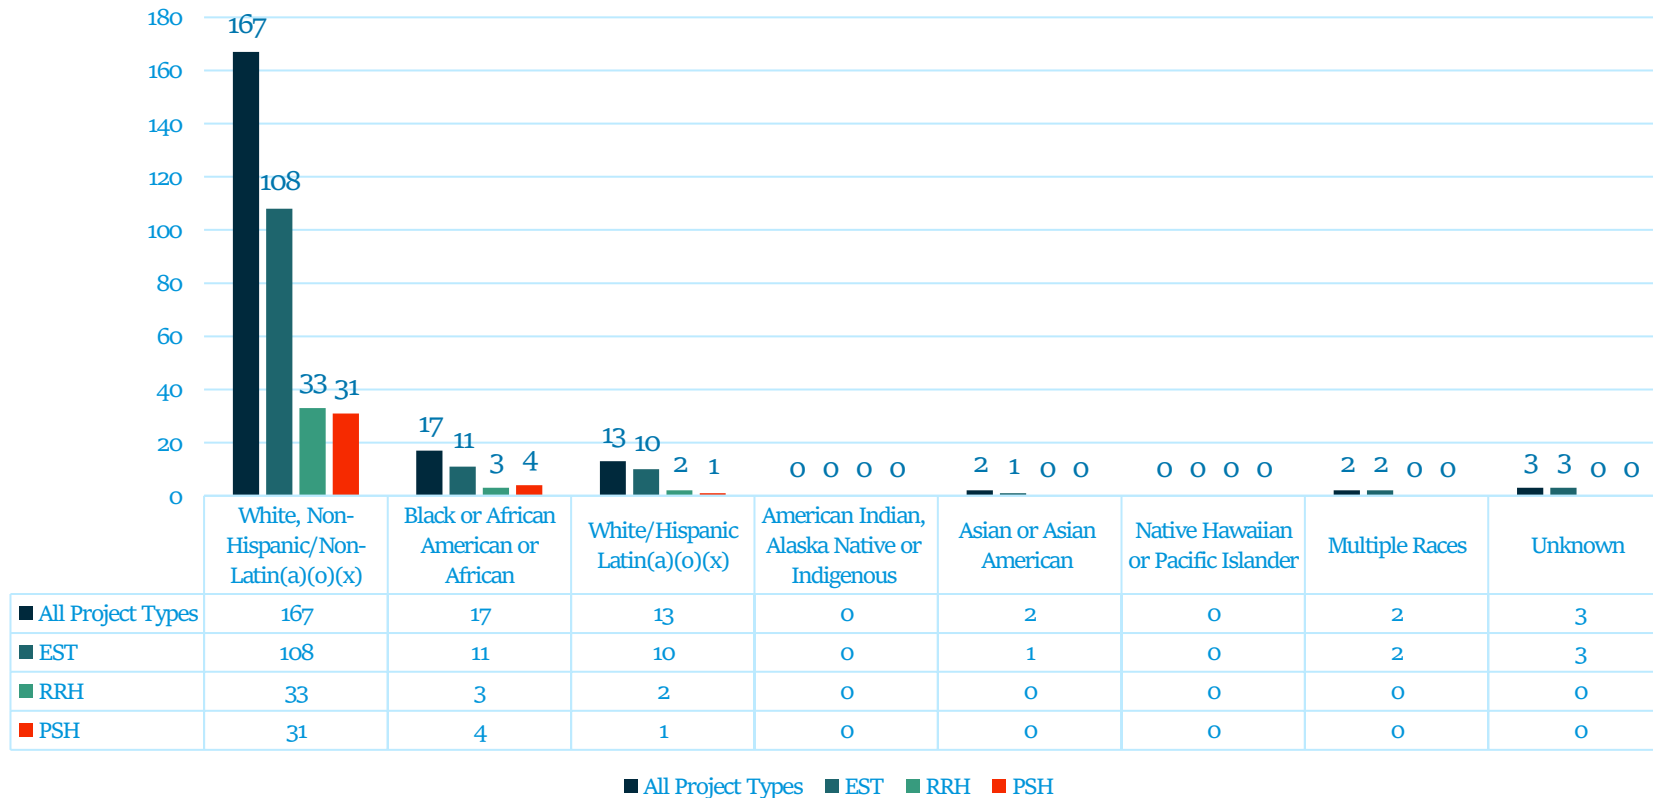 180
160
140
120
100
80
60
40
20
0
167 108 33 31
17 11 3 4
13 10 2 1
0 0 0 0
2 1 0 0
0 0 0 0
2 2 0 0
3 3 0 0
White, Non-
Hispanic/Non-
Latin(a)(o)(x)
Black or African
American or
African
White/Hispanic
Latin(a)(o)(x)
American Indian,
Alaska Native or
Indigenous
Asian or Asian
American
Native Hawaiian
or Pacific Islander
Multiple Races
Unknown
All Project Types 167 17 13 0 2 0 2 3
EST 108 11 10 0 1 0 2 3
RRH 33 3 2 0 0 0 0 0
PSH 31 4 1 0 0 0 0 0
All Project Types EST RRH PSH